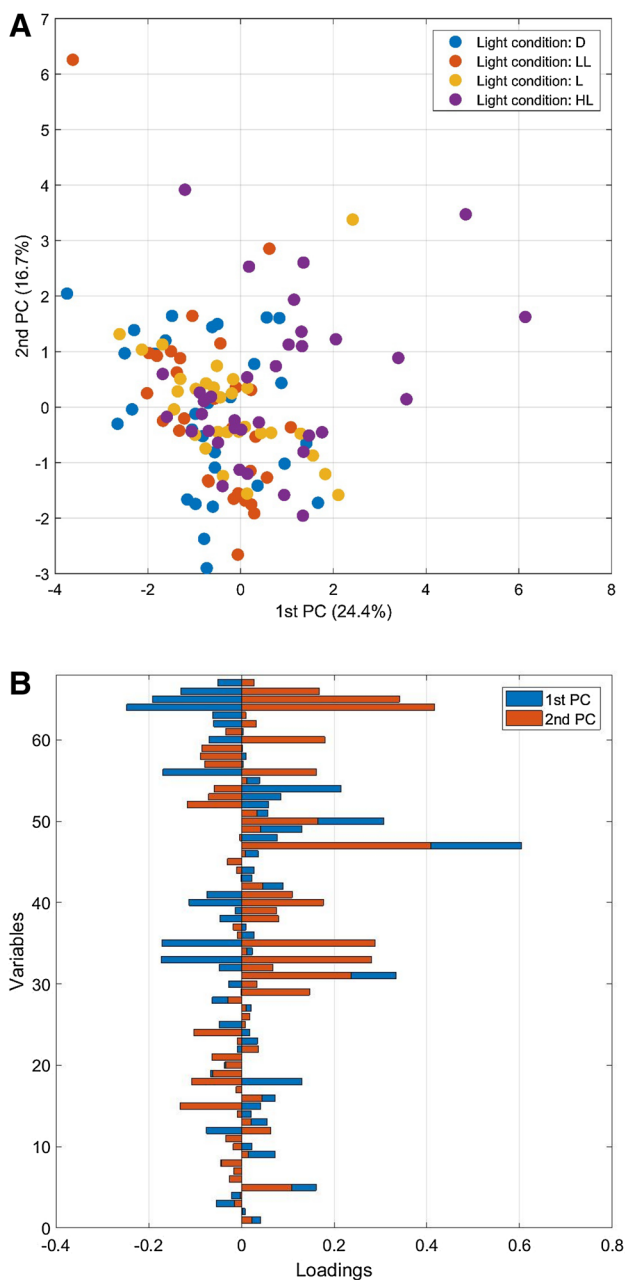 A
7
6
5
4
3
2
1
0
-1
-2
-3
2nd PC (16.7%)
Light condition: D
Light condition: LL
Light condition: L
Light condition: HL
-4 -2 0 2 4 6 8
1st PC (24.4%)
B
60
50
40
30
20
10
0
Variables
1st PC
2nd PC
-0.4 -0.2 0 0.2 0.4 0.6 0.8
Loadings